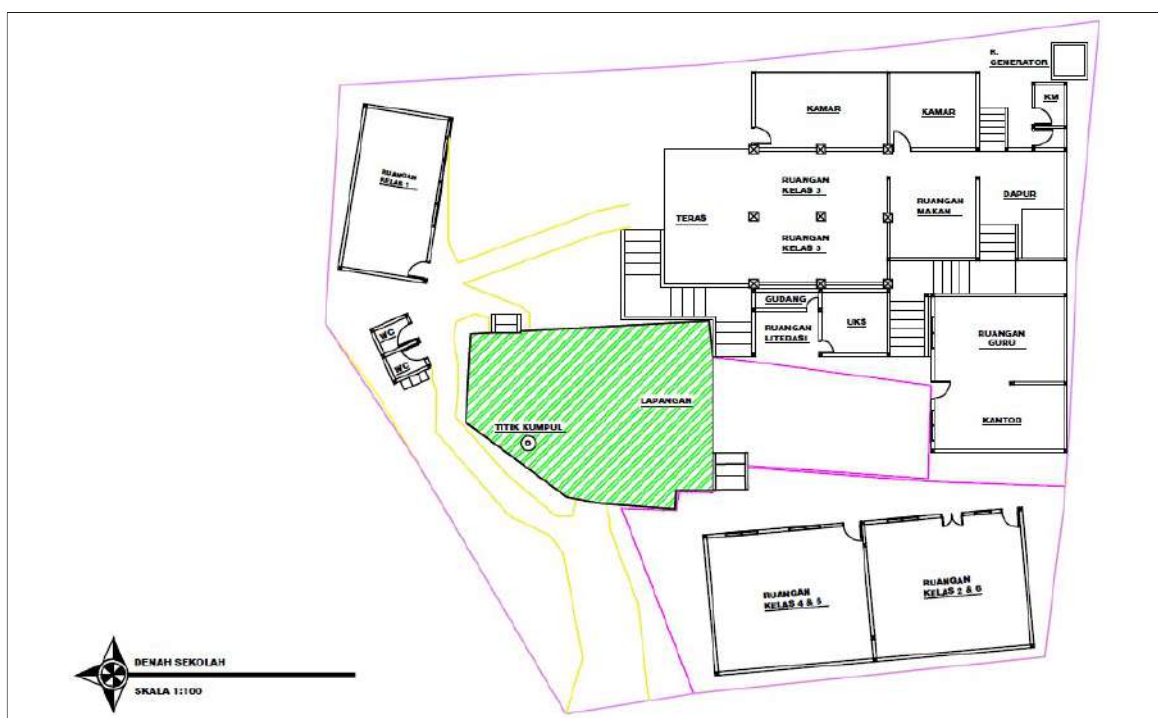 R.
GENERATOR
KM
KAMAR
KAMAR
RUANGAN
KELAS 1
RUANGAN
KELAS 3
DAPUR
RUANGAN
MAKAN
TERAS
RUANGAN
KELAS 3
GUDANG
RUANGAN
LITERASI
UKS
RUANGAN
GURU
WC
WC
LAPANGAN
TITIK KUMPUL
KANTOR
RUANGAN
KELAS 4 & 5
RUANGAN
KELAS 2 & 6
DENAH SEKOLAH
SKALA 1:100